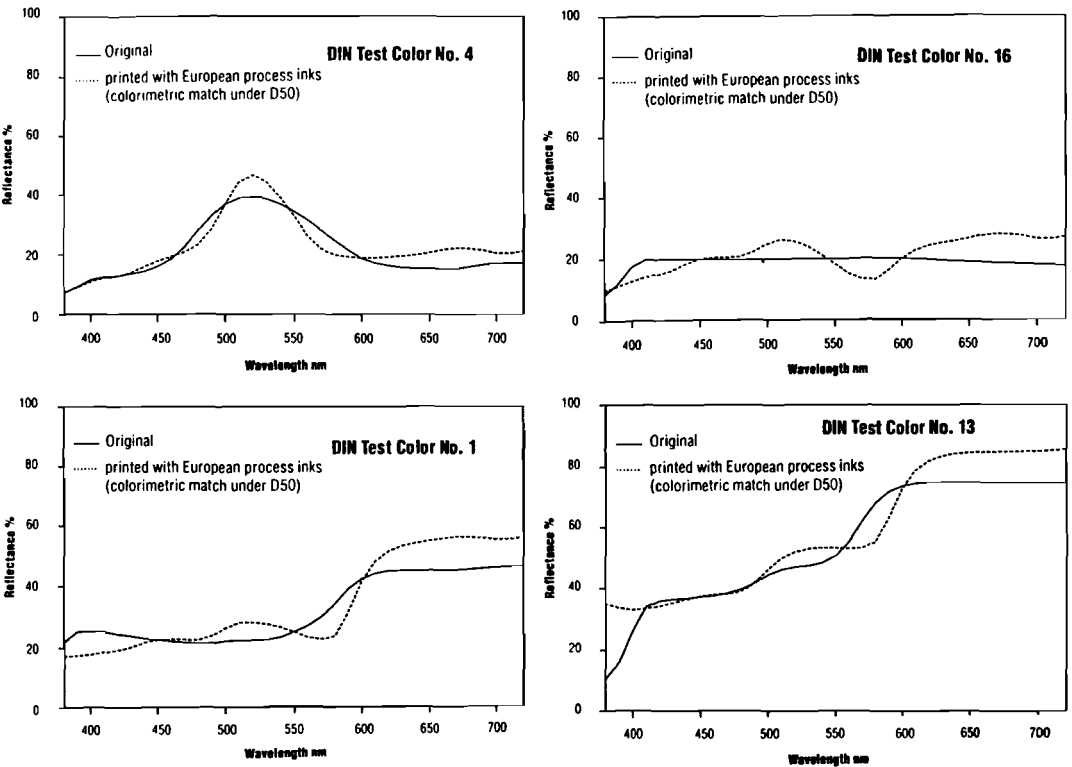 100
80
60
40
20
0
Reflectance %
Original
DIN Test Color No. 4
printed with European process inks
(colorimetric match under D50)
400 450 500 550 600 650 700
Wavelength nm
100
80
60
40
20
0
Reflectance %
Original
DIN Test Color No. 16
printed with European process inks
(colorimetric match under D50)
400 450 500 550 600 650 700
Wavelength nm
100
80
60
40
20
0
Reflectance %
Original
DIN Test Color No. 1
printed with European process inks
(colorimetric match under D50)
400 450 500 550 600 650 700
Wavelength nm
100
80
60
40
20
0
Reflectance %
DIN Test Color No. 13
Original
printed with European process inks
(colorimetric match under D50)
400 450 500 550 600 650 700
Wavelength nm